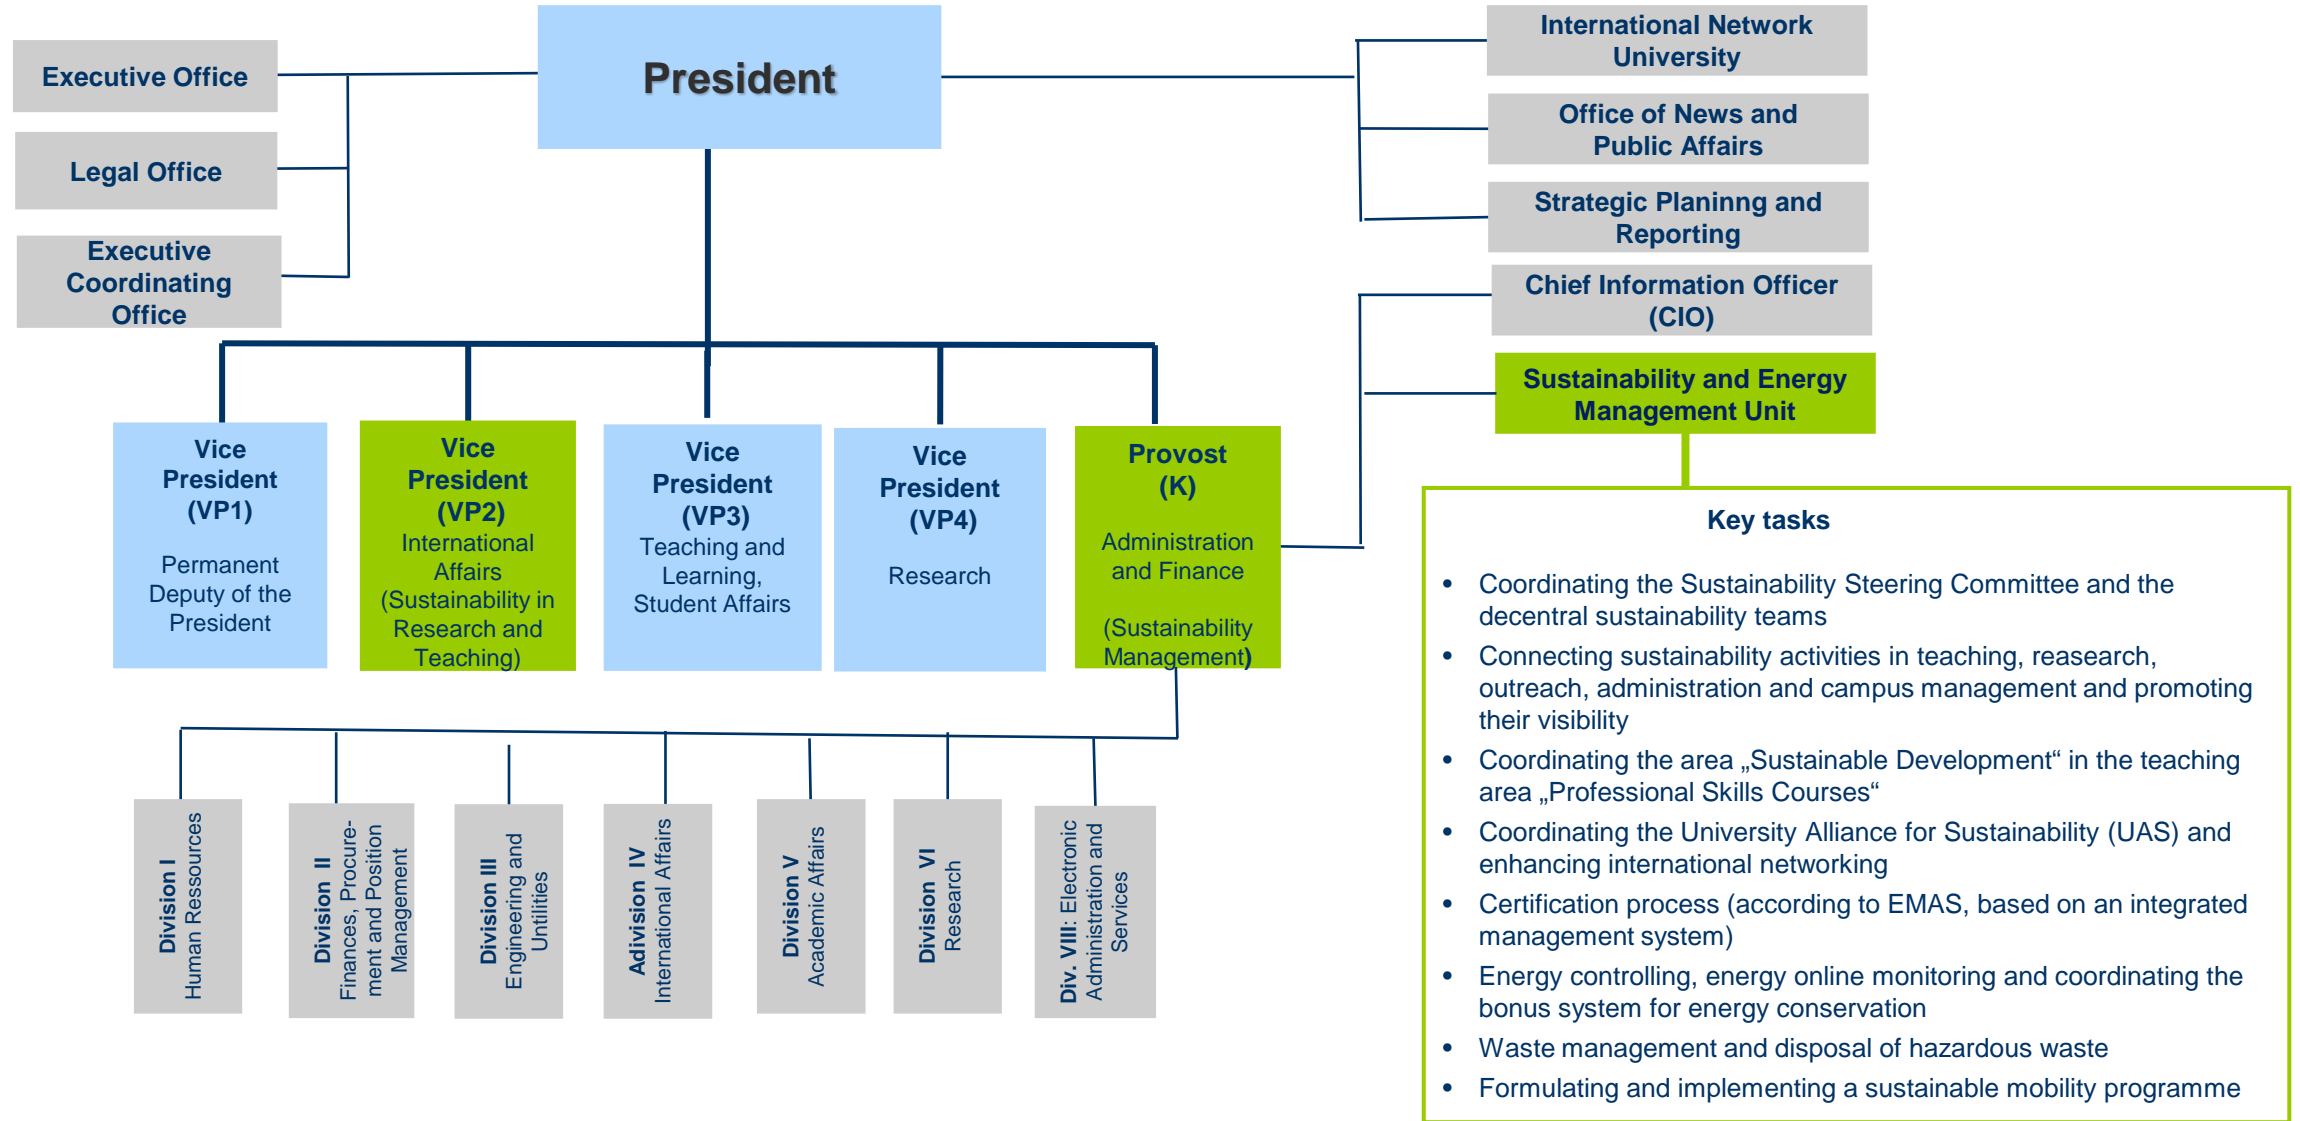 President
Executive Office
Legal Office
Executive
Coordinating
Office
International Network
University
Office of News and
Public Affairs
Strategic Planinng and
Reporting
Chief Information Officer
(CIO)
Sustainability and Energy
Management Unit
Vice
President
(VP1)
Permanent
Deputy of the
President
Vice
President
(VP2)
International
Affairs
(Sustainability in
Research and
Teaching)
Vice
President
(VP3)
Teaching and
Learning,
Student Affairs
Vice
President
(VP4)
Research
Provost
(K)
Administration
and Finance
(Sustainability
Management)
Division I
Human Ressources
Division II
Finances, Procure-
ment and Position
Management
Division III
Engineering and
Untilities
Adivision IV
International Affairs
Division V
Academic Affairs
Division VI
Research
Div. VIII: Electronic
Administration and
Services
Key tasks
• Coordinating the Sustainability Steering Committee and the
decentral sustainability teams
• Connecting sustainability activities in teaching, reasearch,
outreach, administration and campus management and promoting
their visibility
• Coordinating the area „Sustainable Development“ in the teaching
area „Professional Skills Courses“
• Coordinating the University Alliance for Sustainability (UAS) and
enhancing international networking
• Certification process (according to EMAS, based on an integrated
management system)
• Energy controlling, energy online monitoring and coordinating the
bonus system for energy conservation
• Waste management and disposal of hazardous waste
• Formulating and implementing a sustainable mobility programme